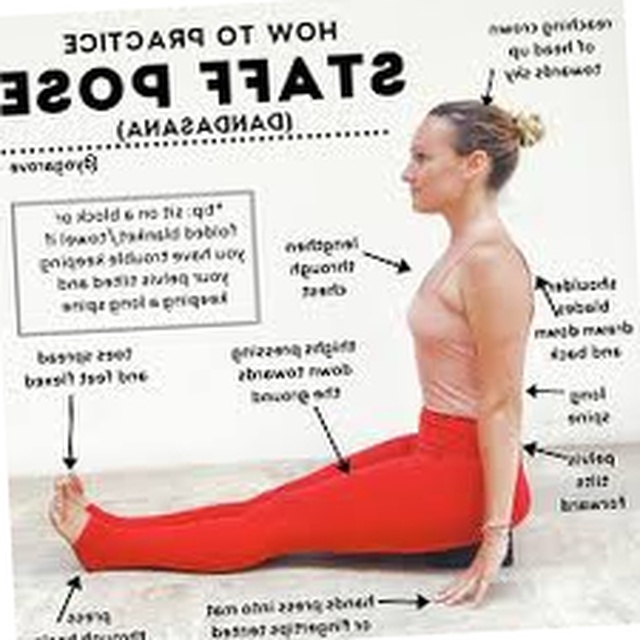 HOW TO PRACTICE
STAFF POSE
(DANDASANA)
@yogarove
reaching crown
of head up
towards sky
*tip: sit on a block or
folded blanket/towel if
you have trouble keeping
your pelvis tilted and
keeping a long spine
lengthen
through
chest
shoulder
blades
drawn down
and back
toes spread
and feet flexed
thighs pressing
down towards
the ground
long
spine
pelvis
tilts
forward
press
through
hands press into mat
or fingertips tented